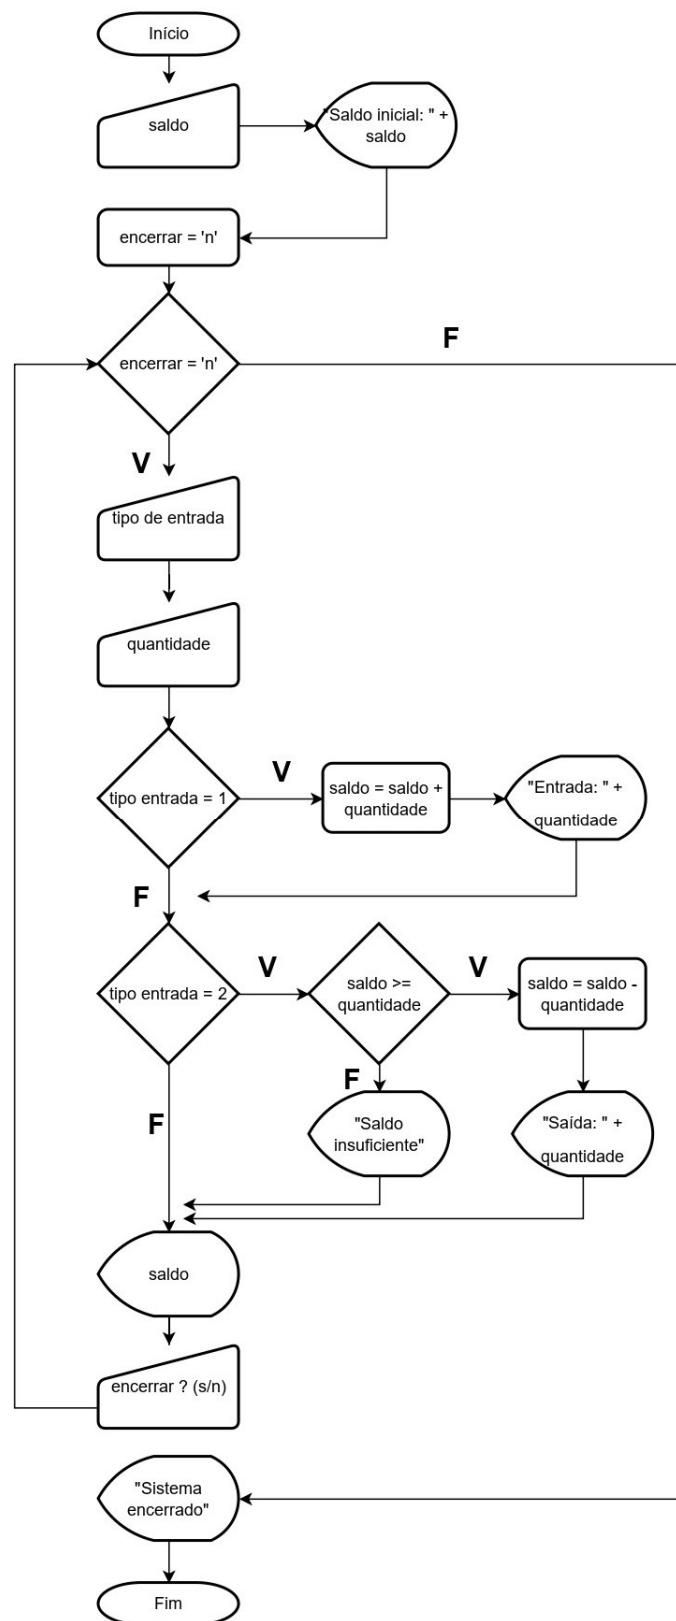 Início
saldo
"Saldo inicial: " +
saldo
encerrar = 'n'
encerrar = 'n'
F
V
tipo de entrada
quantidade
tipo entrada = 1
V
saldo = saldo +
quantidade
"Entrada: " +
quantidade
F
tipo entrada = 2
V
saldo >=
quantidade
V
saldo = saldo -
quantidade
F
F
"Saldo
insuficiente"
"Saída: " +
quantidade
saldo
encerrar ? (s/n)
"Sistema
encerrado"
Fim